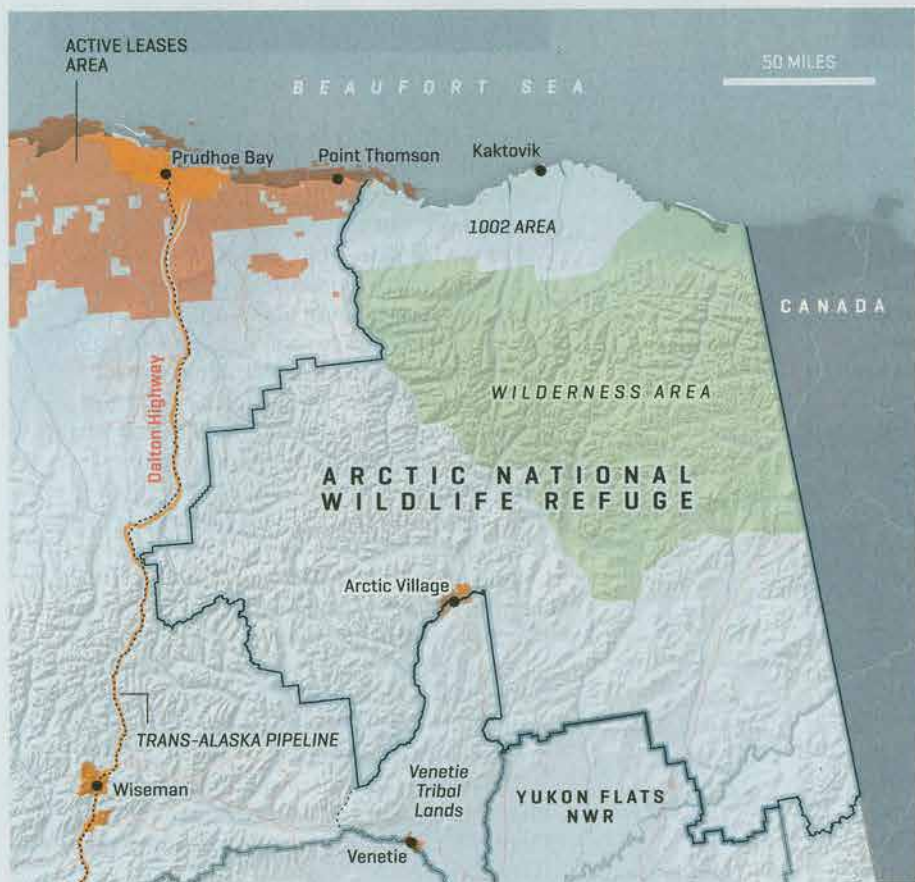 ACTIVE LEASES
AREA
50 MILES
BEAUFORT SEA
Prudhoe Bay
Point Thomson
Kaktovik
1002 AREA
CANADA
Dalton Highway
WILDERNESS AREA
ARCTIC NATIONAL
WILDLIFE REFUGE
Arctic Village
TRANS-ALASKA PIPELINE
Wiseman
Venetie
Tribal
Lands
YUKON FLATS
NWR
Venetie